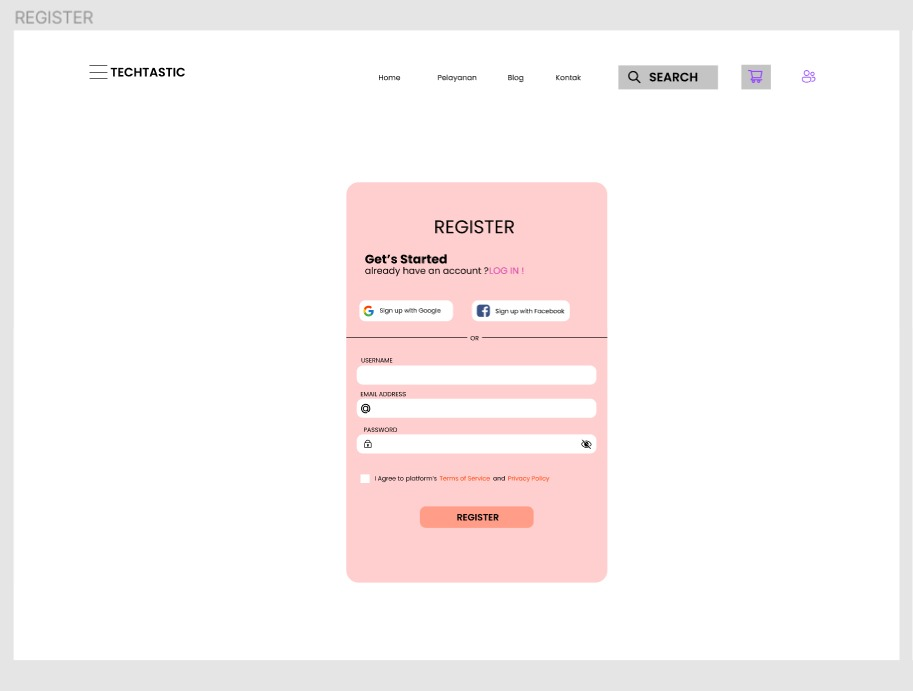 REGISTER
TECHTASTIC
Home Pelayanan Blog Kontak SEARCH
REGISTER
Get's Started
already have an account ?LOG IN !
Sign up with Google Sign up with Facebook
OR
USERNAME
EMAIL ADDRESS
@
PASSWORD
I Agree to platform's Terms of Service and Privacy Policy
REGISTER